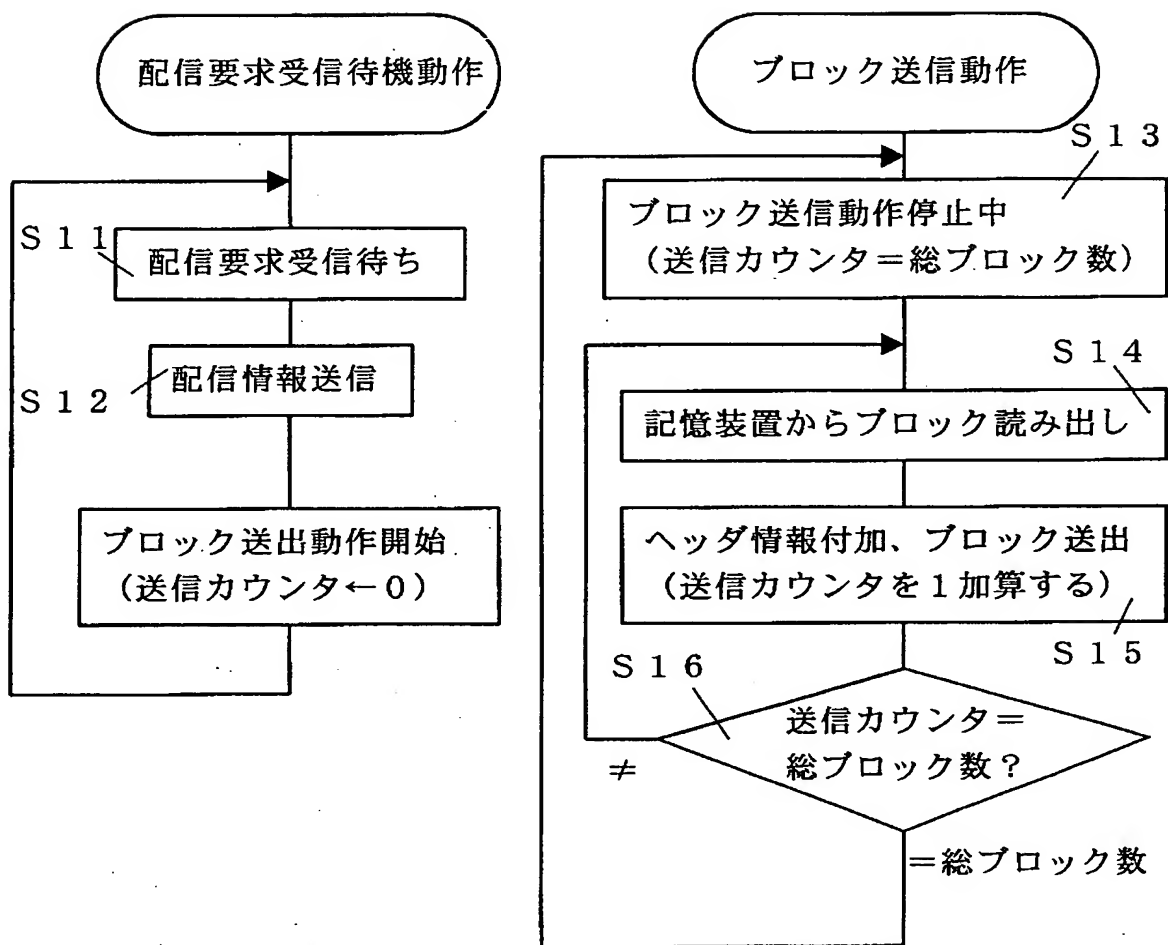 配信要求受信待機動作
S11
配信要求受信待ち
S12
配信情報送信
ブロック送出動作開始
(送信カウンタ←0)
ブロック送信動作
S13
ブロック送信動作停止中
(送信カウンタ=総ブロック数)
S14
記憶装置からブロック読み出し
ヘッダ情報付加、ブロック送出
(送信カウンタを1加算する)
S15
S16
送信カウンタ=
総ブロック数?
≠
=総ブロック数